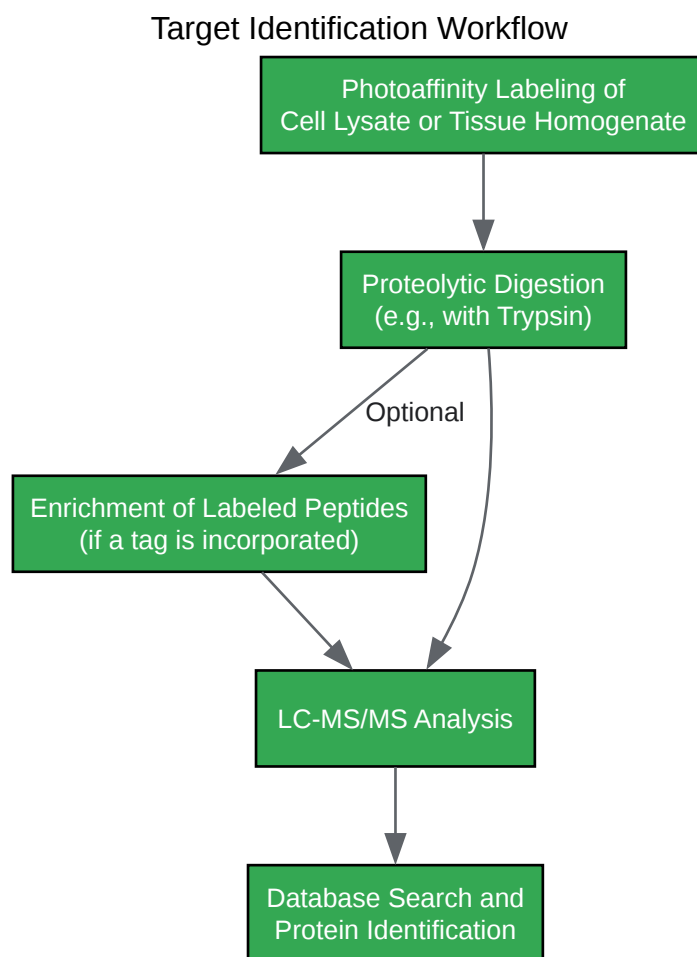 Target Identification Workflow
Photoaffinity Labeling of
Cell Lysate or Tissue Homogenate
Proteolytic Digestion
(e.g., with Trypsin)
Optional
Enrichment of Labeled Peptides
(if a tag is incorporated)
LC-MS/MS Analysis
Database Search and
Protein Identification